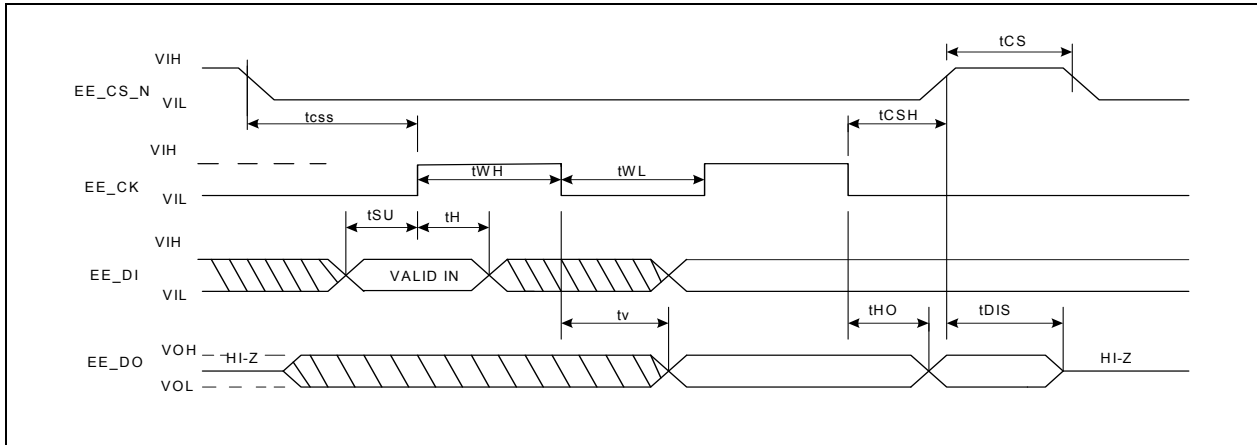 tCS
VIH
EE_CS_N
VIL
tcss
tCSH
VIH
tWH
tWL
EE_CK
VIL
tSU
tH
VIH
EE_DI
VALID IN
VIL
tv
tHO
tDIS
VOH
EE_DO
HI-Z
HI-Z
VOL